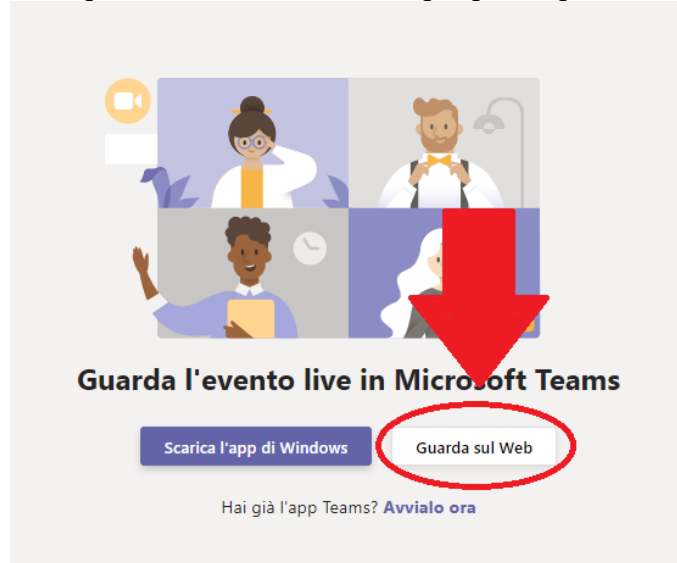 Guarda l'evento live in Microsoft Teams
Scarica l'app di Windows
Guarda sul Web
Hai già l'app Teams? Avvialo ora